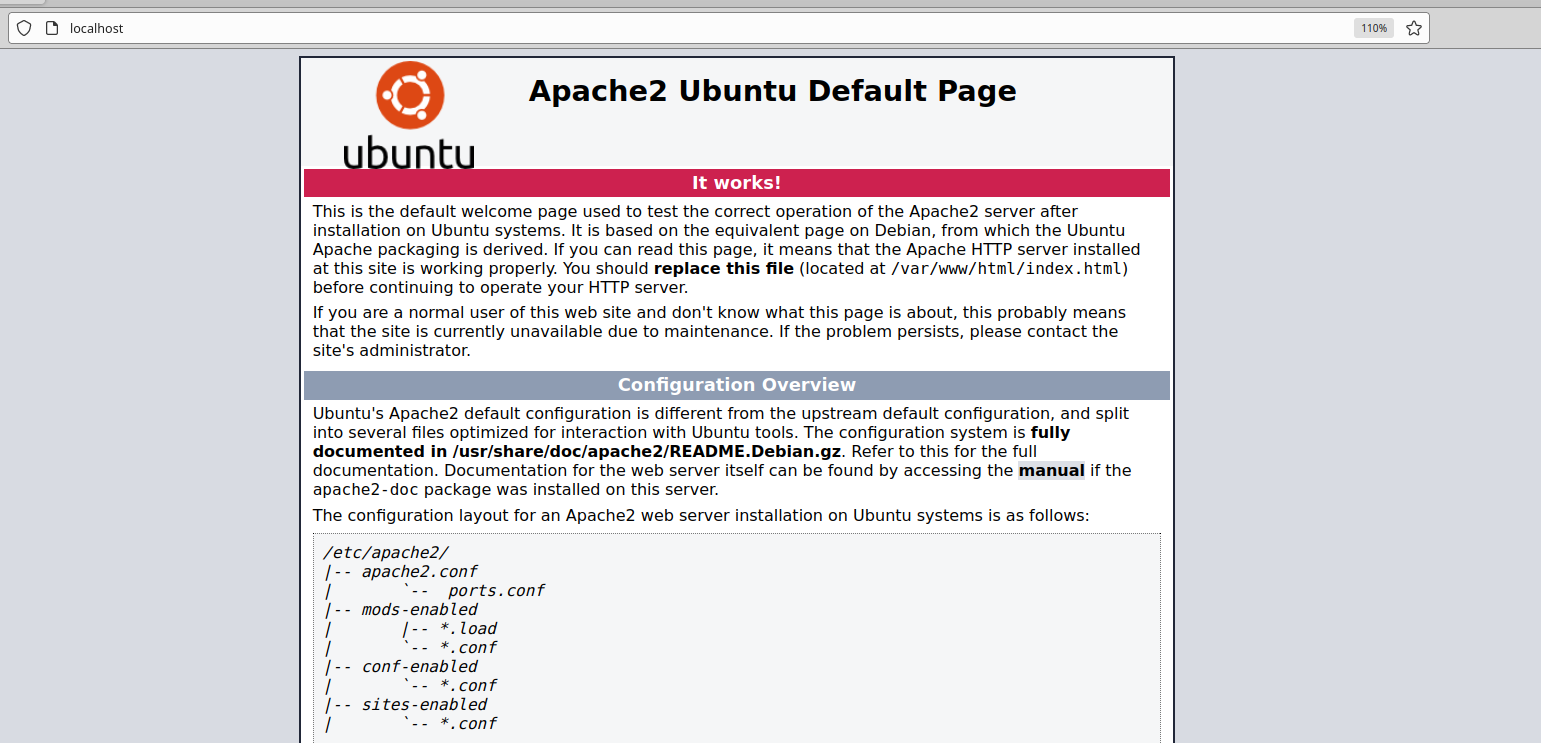 localhost
110%
ubuntu
Apache2 Ubuntu Default Page
It works!
This is the default welcome page used to test the correct operation of the Apache2 server after
installation on Ubuntu systems. It is based on the equivalent page on Debian, from which the Ubuntu
Apache packaging is derived. If you can read this page, it means that the Apache HTTP server installed
at this site is working properly. You should replace this file (located at /var/www/html/index.html)
before continuing to operate your HTTP server.
If you are a normal user of this web site and don't know what this page is about, this probably means
that the site is currently unavailable due to maintenance. If the problem persists, please contact the
site's administrator.
Configuration Overview
Ubuntu's Apache2 default configuration is different from the upstream default configuration, and split
into several files optimized for interaction with Ubuntu tools. The configuration system is fully
documented in /usr/share/doc/apache2/README.Debian.gz. Refer to this for the full
documentation. Documentation for the web server itself can be found by accessing the manual if the
apache2-doc package was installed on this server.
The configuration layout for an Apache2 web server installation on Ubuntu systems is as follows:
/etc/apache2/
|-- apache2.conf
|       `--  ports.conf
|-- mods-enabled
|       |-- *.load
|       `-- *.conf
|-- conf-enabled
|       `-- *.conf
|-- sites-enabled
|       `-- *.conf